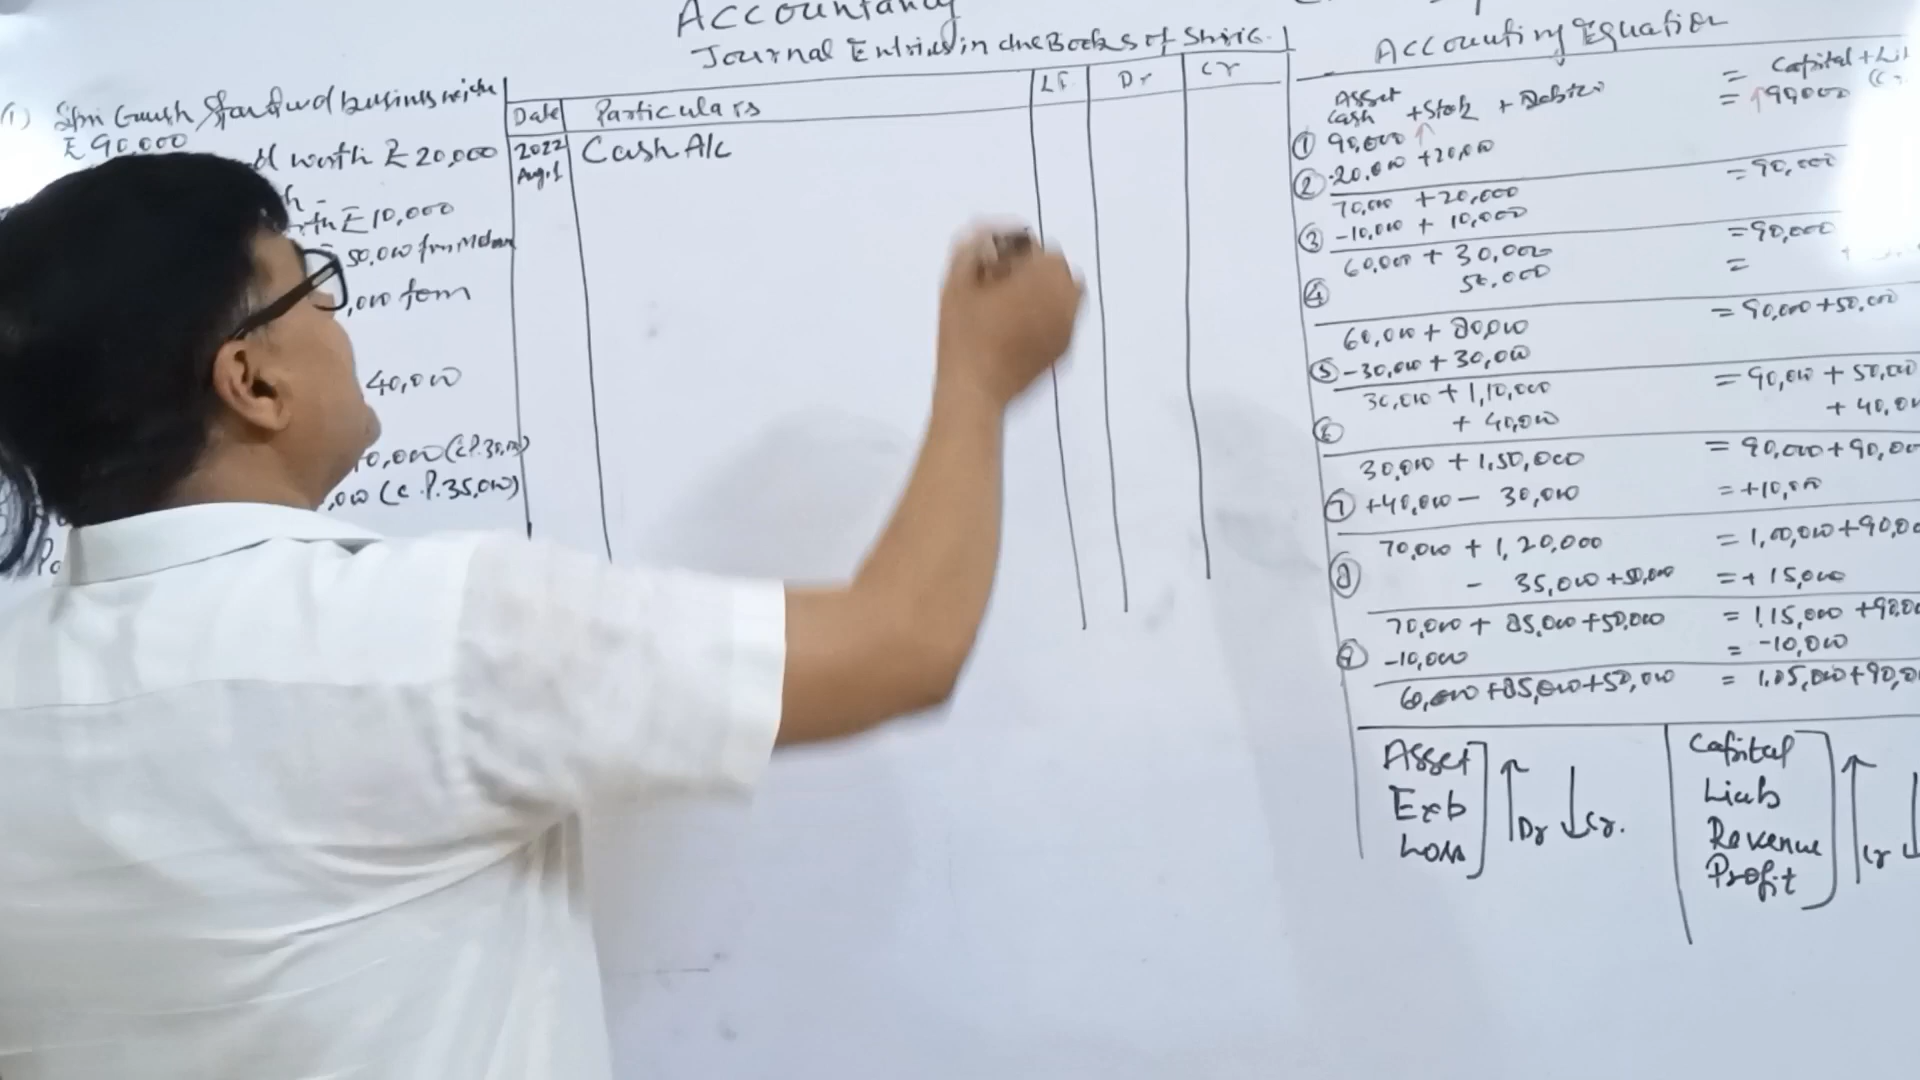 Accountancy
Journal Entries in the Books of Shri G.
(1) Shri Ganesh Started business with
₹ 90,000
worth ₹ 20,000
₹ 10,000
50,000 from Mohan
40,000
0,000 (C.P. 30,000)
(C.P. 35,000)
Date Particulars L.F. Dr Cr
2022 Cash A/c
Aug. 1
Accounting Equation
Asset = Capital + Li
Cash + Stock + Debtor
① 90,000 = 90,000
② -20,000 +20,000
70,000 + 20,000 = 90,000
③ -10,000 + 10,000
60,000 + 30,000 = 90,000
④ 50,000 =
60,000 + 80,000 = 90,000 + 50,000
⑤ -30,000 + 30,000
30,000 + 1,10,000 = 90,000 + 50,000
⑥ + 40,000 + 40,00
30,000 + 1,50,000 = 90,000 + 90,00
⑦ +40,000 - 30,000 = +10,000
70,000 + 1,20,000 = 1,00,000 + 90,00
⑧ - 35,000 + 50,000 = + 15,000
70,000 + 85,000 + 50,000 = 1,15,000 + 90,00
⑨ -10,000 = -10,000
60,000 + 85,000 + 50,000 = 1,05,000 + 90,0
Asset
Exp
Loss
Dr Cr.
Capital
Liab
Revenue
Profit
Cr